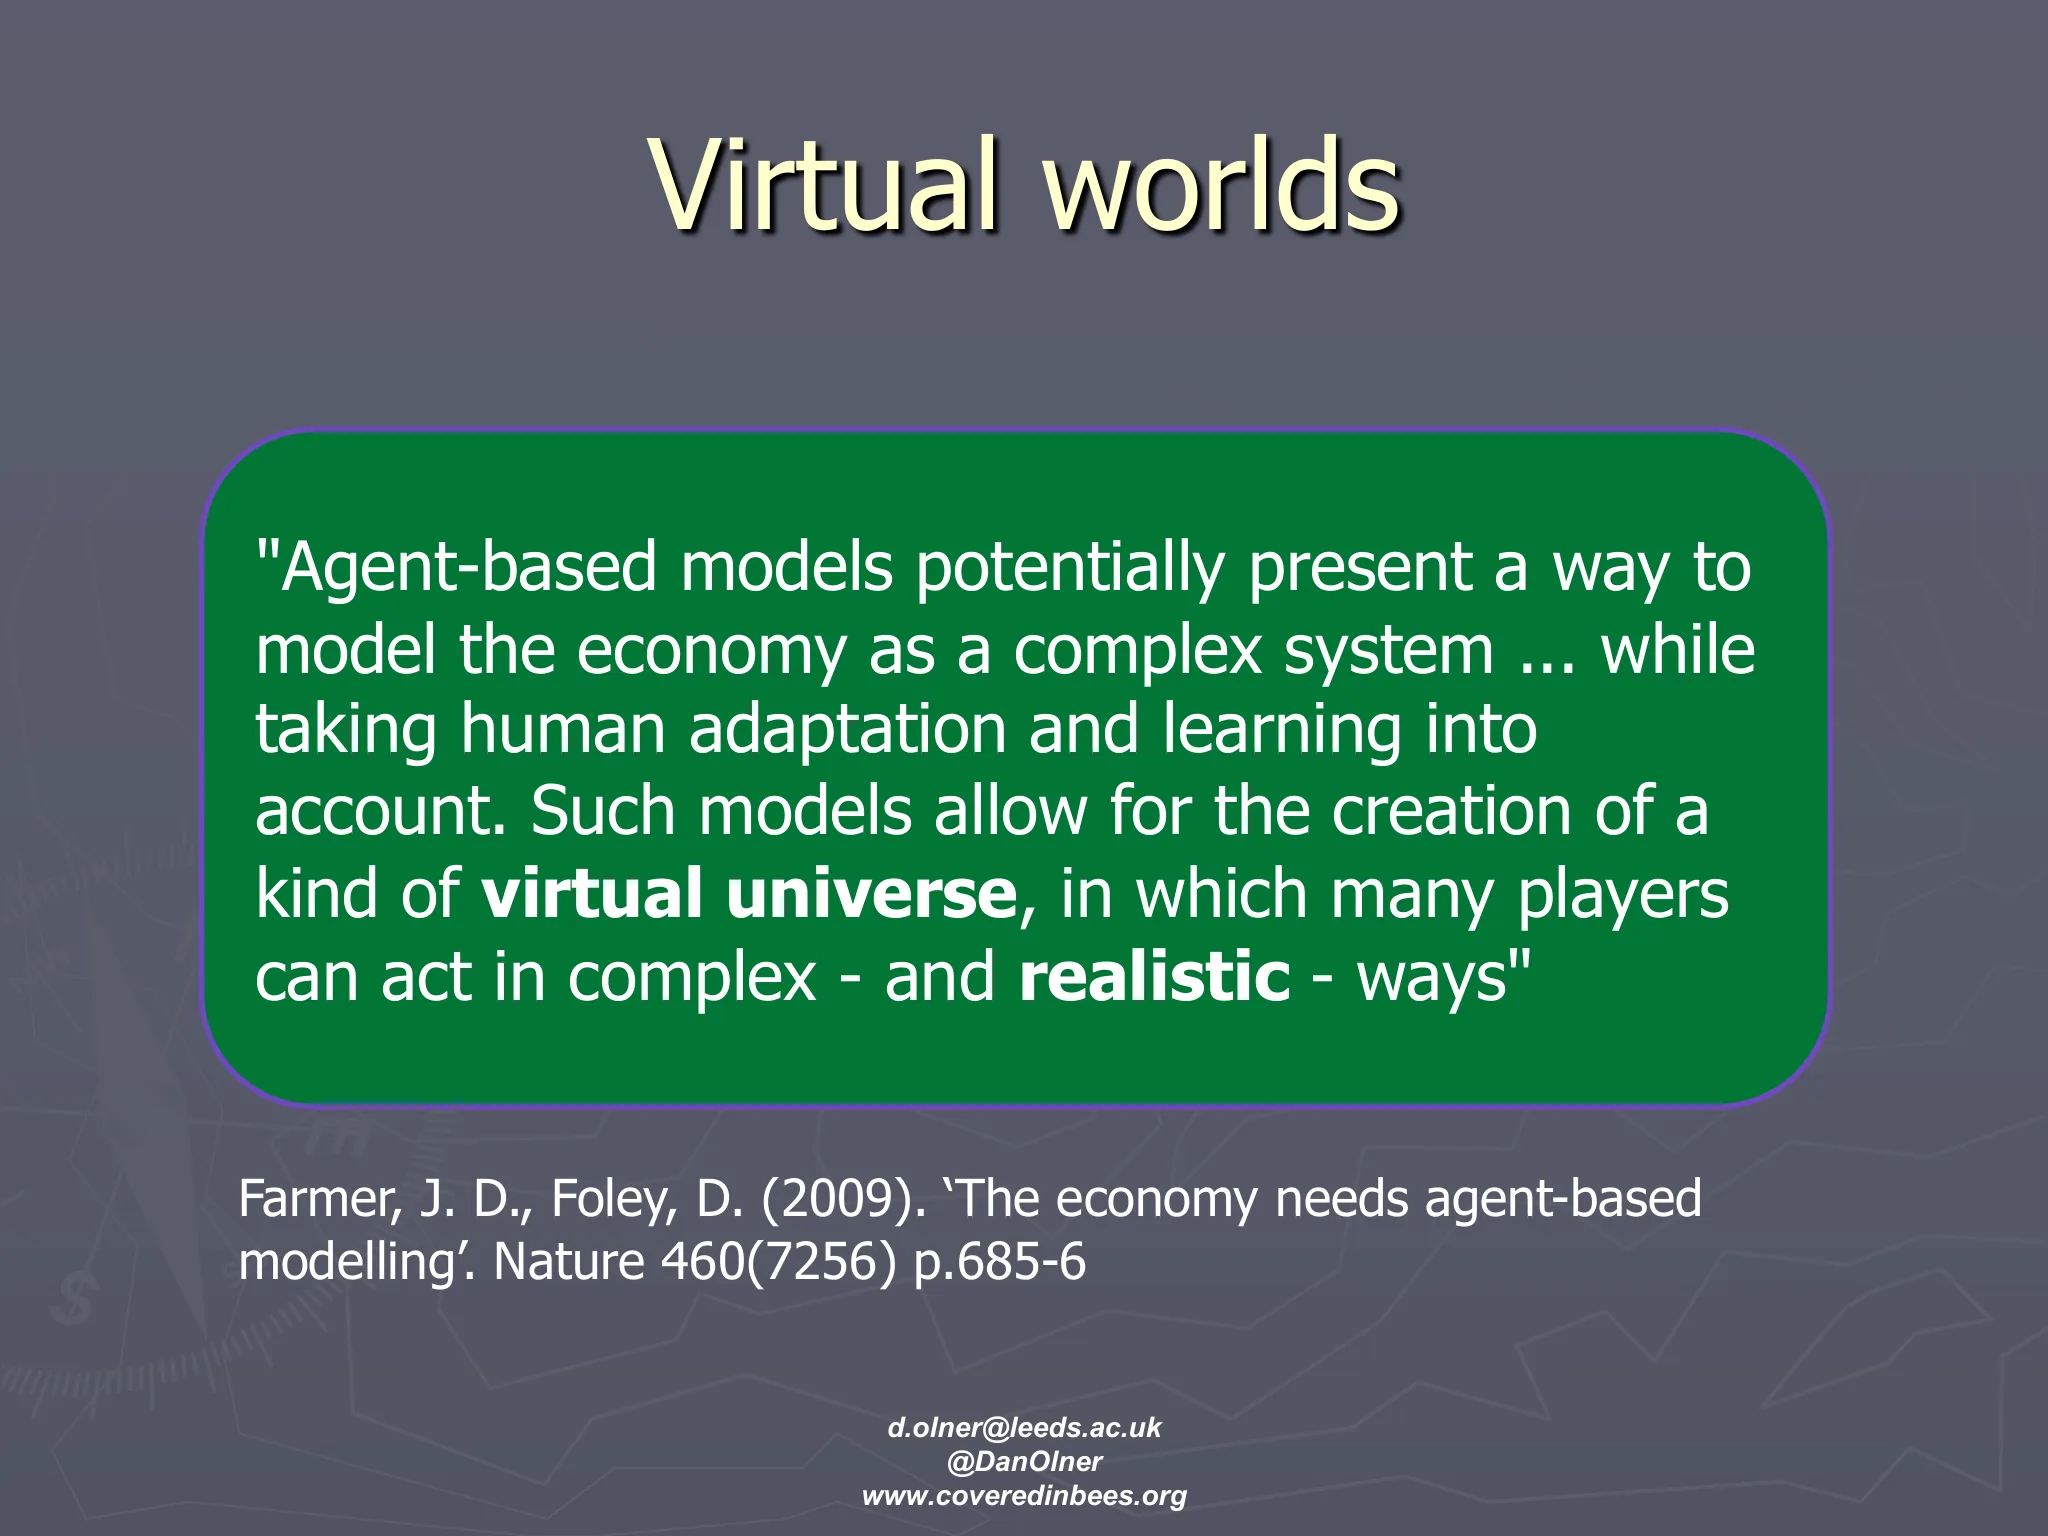 Virtual worlds
"Agent-based models potentially present a way to
model the economy as a complex system ... while
taking human adaptation and learning into
account. Such models allow for the creation of a
kind of virtual universe, in which many players
can act in complex - and realistic - ways"
Farmer, J. D., Foley, D. (2009). ‘The economy needs agent-based
modelling’. Nature 460(7256) p.685-6
d.olner@leeds.ac.uk
@DanOlner
www.coveredinbees.org